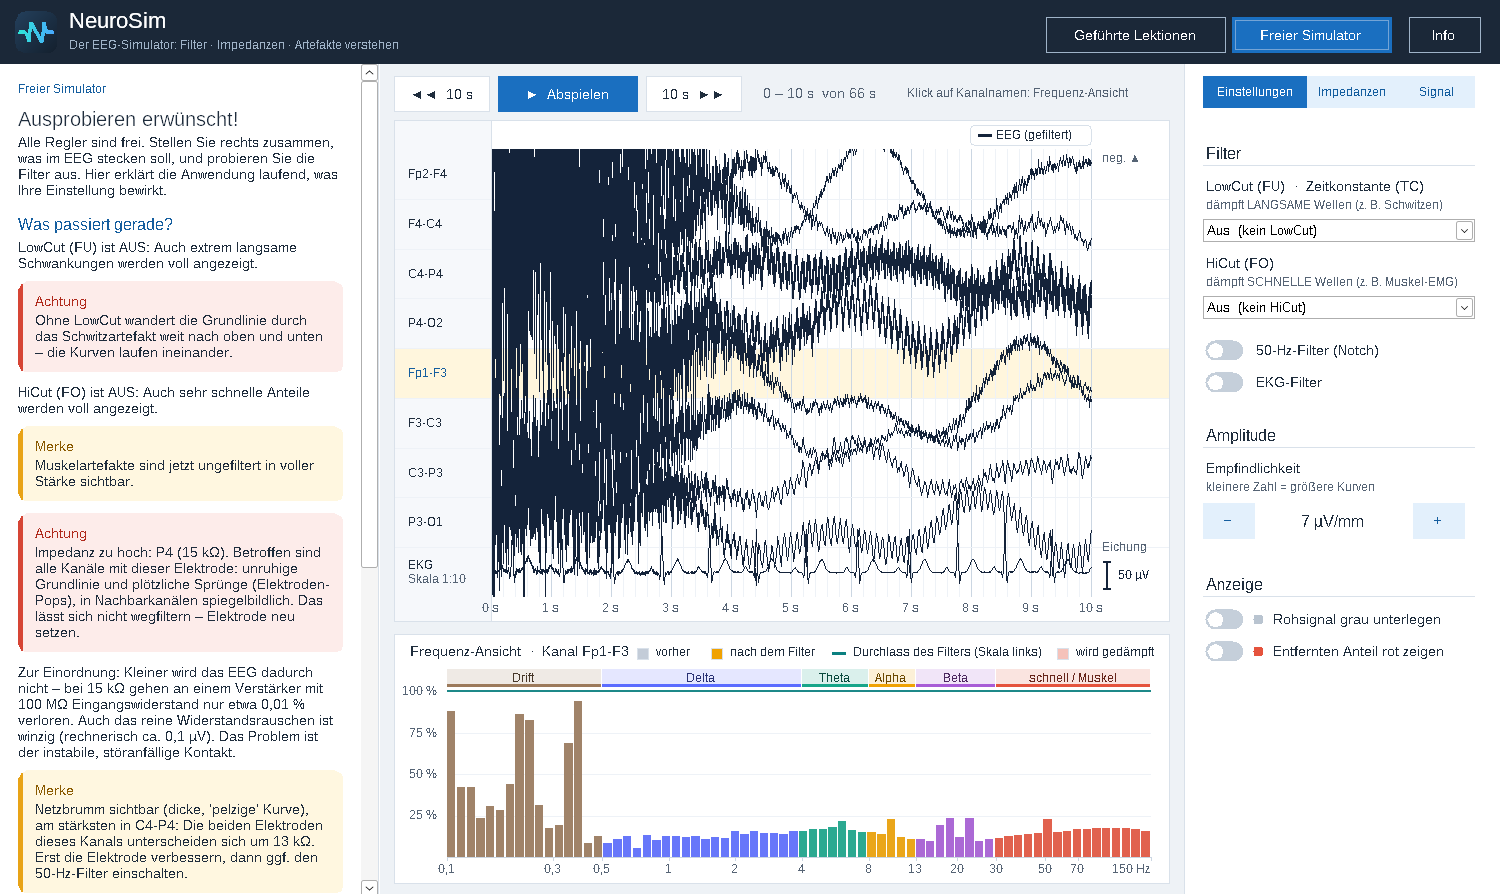 NeuroSim
Der EEG-Simulator: Filter · Impedanzen · Artefakte verstehen
Geführte Lektionen
Freier Simulator
Info
Freier Simulator
Ausprobieren erwünscht!
Alle Regler sind frei. Stellen Sie rechts zusammen,
was im EEG stecken soll, und probieren Sie die
Filter aus. Hier erklärt die Anwendung laufend, was
Ihre Einstellung bewirkt.
Was passiert gerade?
LowCut (FU) ist AUS: Auch extrem langsame
Schwankungen werden voll angezeigt.
Achtung
Ohne LowCut wandert die Grundlinie durch
das Schwitzartefakt weit nach oben und unten
– die Kurven laufen ineinander.
HiCut (FO) ist AUS: Auch sehr schnelle Anteile
werden voll angezeigt.
Merke
Muskelartefakte sind jetzt ungefiltert in voller
Stärke sichtbar.
Achtung
Impedanz zu hoch: P4 (15 kΩ). Betroffen sind
alle Kanäle mit dieser Elektrode: unruhige
Grundlinie und plötzliche Sprünge (Elektroden-
Pops), in Nachbarkanälen spiegelbildlich. Das
lässt sich nicht wegfiltern – Elektrode neu
setzen.
Zur Einordnung: Kleiner wird das EEG dadurch
nicht – bei 15 kΩ gehen an einem Verstärker mit
100 MΩ Eingangswiderstand nur etwa 0,01 %
verloren. Auch das reine Widerstandsrauschen ist
winzig (rechnerisch ca. 0,1 µV). Das Problem ist
der instabile, störanfällige Kontakt.
Merke
Netzbrumm sichtbar (dicke, 'pelzige' Kurve),
am stärksten in C4-P4: Die beiden Elektroden
dieses Kanals unterscheiden sich um 13 kΩ.
Erst die Elektrode verbessern, dann ggf. den
50-Hz-Filter einschalten.
◄◄ 10 s
► Abspielen
10 s ►►
0 – 10 s von 66 s
Klick auf Kanalnamen: Frequenz-Ansicht
EEG (gefiltert)
neg. ▲
Fp2-F4
F4-C4
C4-P4
P4-O2
Fp1-F3
F3-C3
C3-P3
P3-O1
EKG
Skala 1:10
Eichung
50 µV
0 s 1 s 2 s 3 s 4 s 5 s 6 s 7 s 8 s 9 s 10 s
Frequenz-Ansicht · Kanal Fp1-F3
vorher
nach dem Filter
Durchlass des Filters (Skala links)
wird gedämpft
Drift Delta Theta Alpha Beta schnell / Muskel
100 %
75 %
50 %
25 %
0,1 0,3 0,5 1 2 4 8 13 20 30 50 70 150 Hz
Einstellungen
Impedanzen
Signal
Filter
LowCut (FU) · Zeitkonstante (TC)
dämpft LANGSAME Wellen (z. B. Schwitzen)
Aus (kein LowCut)
HiCut (FO)
dämpft SCHNELLE Wellen (z. B. Muskel-EMG)
Aus (kein HiCut)
50-Hz-Filter (Notch)
EKG-Filter
Amplitude
Empfindlichkeit
kleinere Zahl = größere Kurven
– 7 µV/mm +
Anzeige
Rohsignal grau unterlegen
Entfernten Anteil rot zeigen